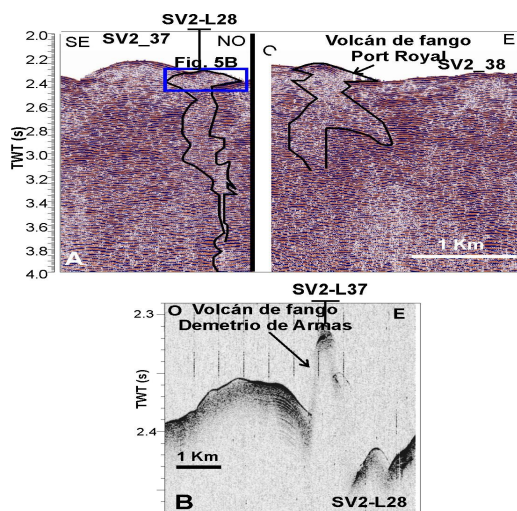 SV2-L28
SE SV2_37 NO
Fig. 5B
C
Volcán de fango
Port Royal
E
SV2_38
TWT (s)
2.0
2.2
2.4
2.6
3.0
3.2
3.4
3.6
3.8
4.0
A
1 Km
SV2-L37
O
Volcán de fango
Demetrio de Armas
E
TWT (s)
2.3
2.4
1 Km
B
SV2-L28